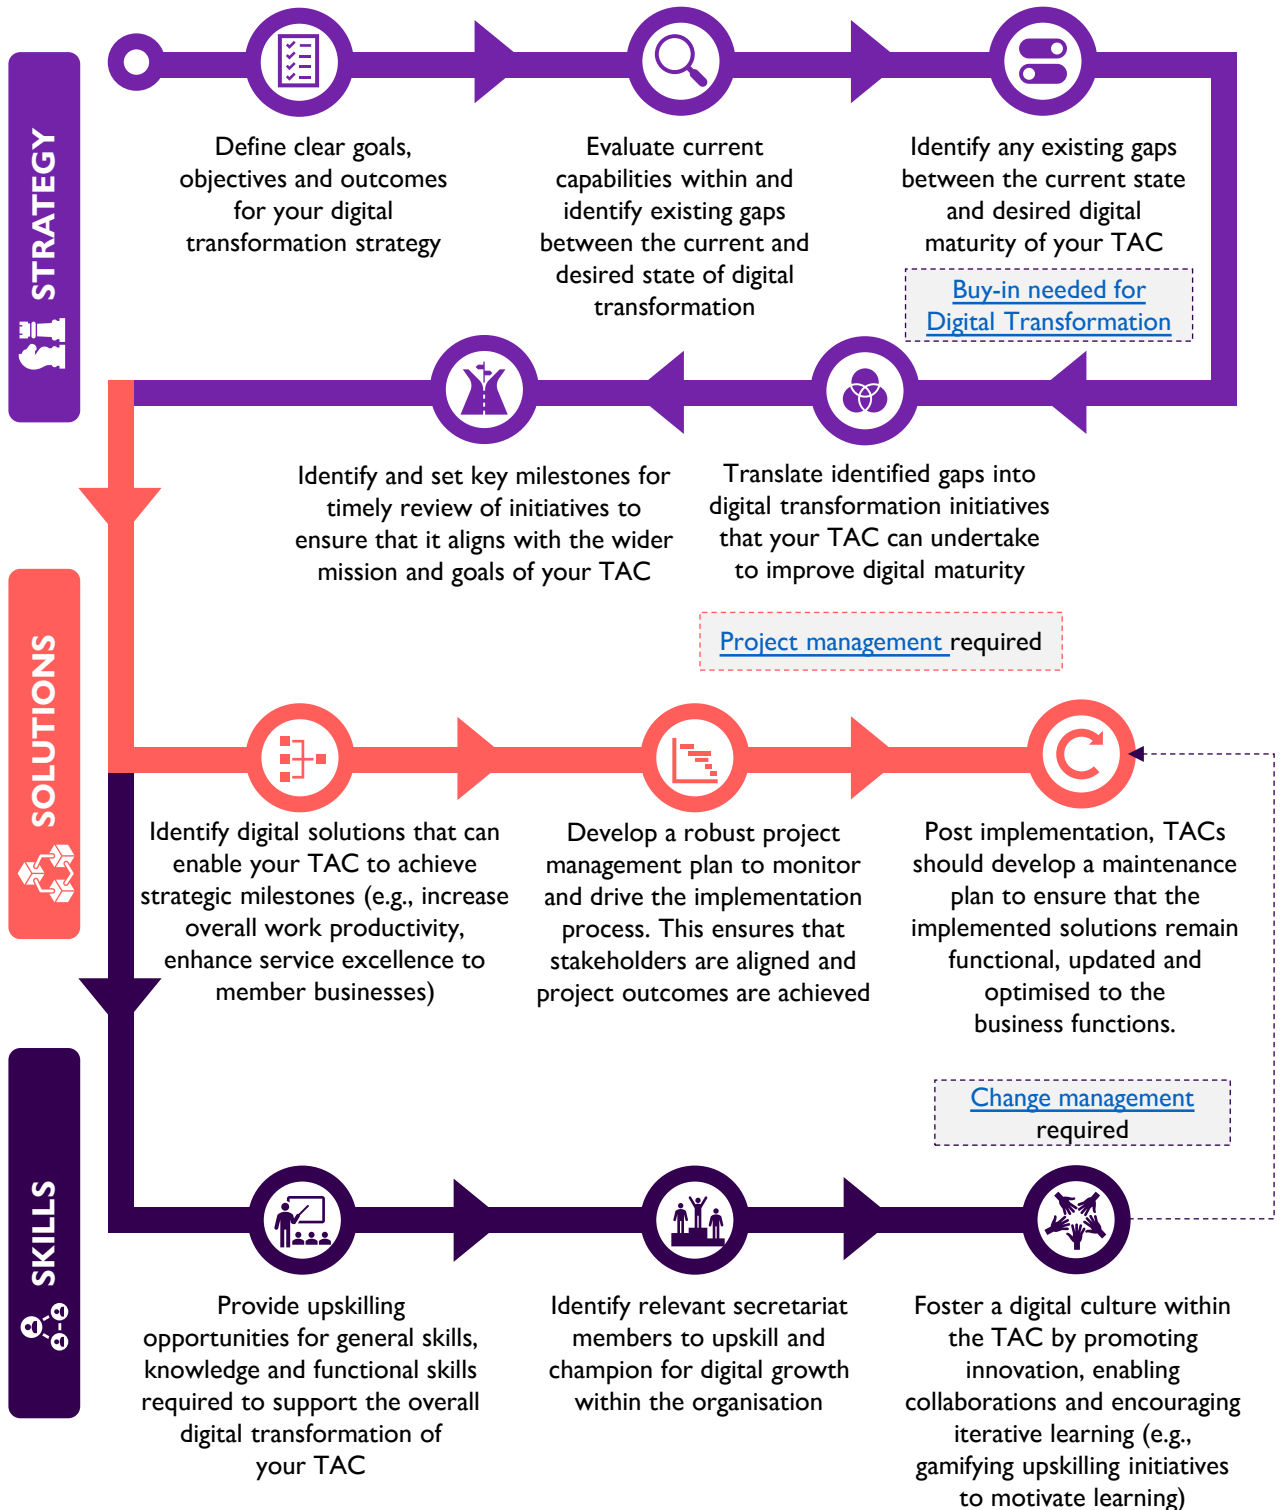 STRATEGY
Define clear goals,
objectives and outcomes
for your digital
transformation strategy
Evaluate current
capabilities within and
identify existing gaps
between the current and
desired state of digital
transformation
Identify any existing gaps
between the current state
and desired digital
maturity of your TAC
Buy-in needed for
Digital Transformation
Identify and set key milestones for
timely review of initiatives to
ensure that it aligns with the wider
mission and goals of your TAC
Translate identified gaps into
digital transformation initiatives
that your TAC can undertake
to improve digital maturity
SOLUTIONS
Project management required
Identify digital solutions that can
enable your TAC to achieve
strategic milestones (e.g., increase
overall work productivity,
enhance service excellence to
member businesses)
Develop a robust project
management plan to monitor
and drive the implementation
process. This ensures that
stakeholders are aligned and
project outcomes are achieved
Post implementation, TACs
should develop a maintenance
plan to ensure that the
implemented solutions remain
functional, updated and
optimised to the
business functions.
SKILLS
Change management
required
Provide upskilling
opportunities for general skills,
knowledge and functional skills
required to support the overall
digital transformation of
your TAC
Identify relevant secretariat
members to upskill and
champion for digital growth
within the organisation
Foster a digital culture within
the TAC by promoting
innovation, enabling
collaborations and encouraging
iterative learning (e.g.,
gamifying upskilling initiatives
to motivate learning)